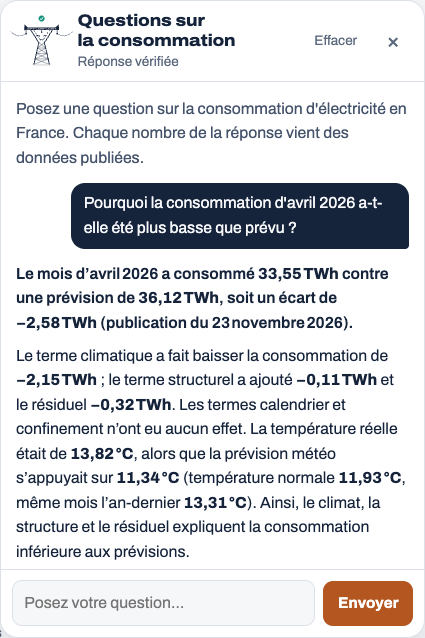 Questions sur
la consommation
Réponse vérifiée
Effacer
×
Posez une question sur la consommation d'électricité en
France. Chaque nombre de la réponse vient des
données publiées.
Pourquoi la consommation d'avril 2026 a-t-
elle été plus basse que prévu ?
Le mois d’avril 2026 a consommé 33,55 TWh contre
une prévision de 36,12 TWh, soit un écart de
−2,58 TWh (publication du 23 novembre 2026).
Le terme climatique a fait baisser la consommation de
−2,15 TWh ; le terme structurel a ajouté −0,11 TWh et
le résiduel −0,32 TWh. Les termes calendrier et
confinement n’ont eu aucun effet. La température réelle
était de 13,82 °C, alors que la prévision météo
s’appuyait sur 11,34 °C (température normale 11,93 °C,
même mois l’an‑dernier 13,31 °C). Ainsi, le climat, la
structure et le résiduel expliquent la consommation
inférieure aux prévisions.
Posez votre question...
Envoyer